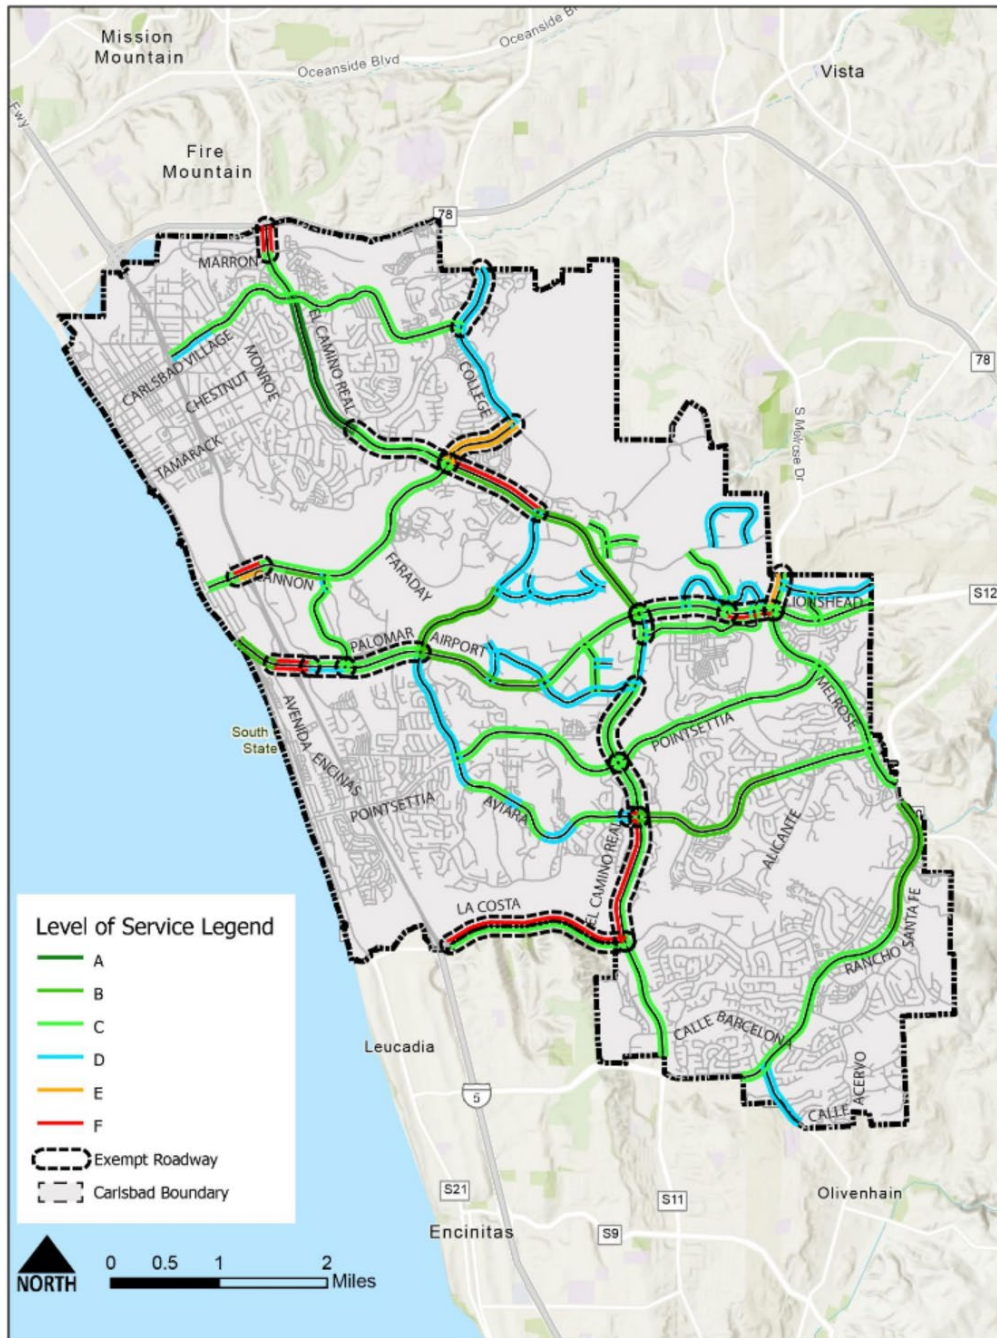 Mission
Mountain
Oceanside Blvd
Oceanside
Vista
Fwy
Fire
Mountain
78
MARRON
78
EL CAMINO REAL
CARLSBAD VILLAGE
MONROE
COLLEGE
CHESTNUT
S Melrose Dr
TAMARACK
FARADAY
CANNON
LIONSHEAD
S12
PALOMAR
AIRPORT
MELROSE
AVENIDA ENCINAS
POINTSETTIA
South
State
POINTSETTIA
AVIARA
ALICANTE
EL CAMINO REAL
LA COSTA
RANCHO SANTA FE
CALLE BARCELONA
Leucadia
CALLE ACERVO
5
S21
S11
Olivenhain
Encinitas
S9
Level of Service Legend
A
B
C
D
E
F
Exempt Roadway
Carlsbad Boundary
NORTH
0 0.5 1 2
Miles